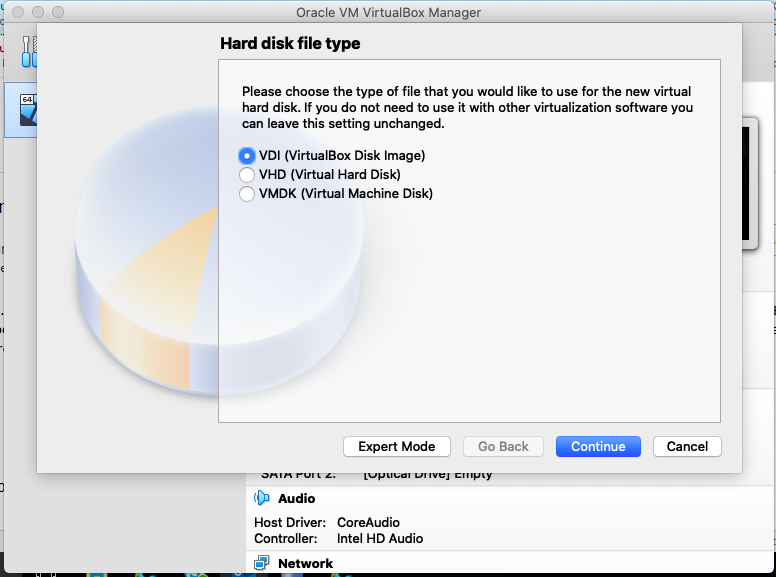 Oracle VM VirtualBox Manager
Hard disk file type
64
Please choose the type of file that you would like to use for the new virtual
hard disk. If you do not need to use it with other virtualization software you
can leave this setting unchanged.
VDI (VirtualBox Disk Image)
VHD (Virtual Hard Disk)
VMDK (Virtual Machine Disk)
Expert Mode
Go Back
Continue
Cancel
SATA Port 2: [Optical Drive] Empty
Audio
Host Driver: CoreAudio
Controller: Intel HD Audio
Network